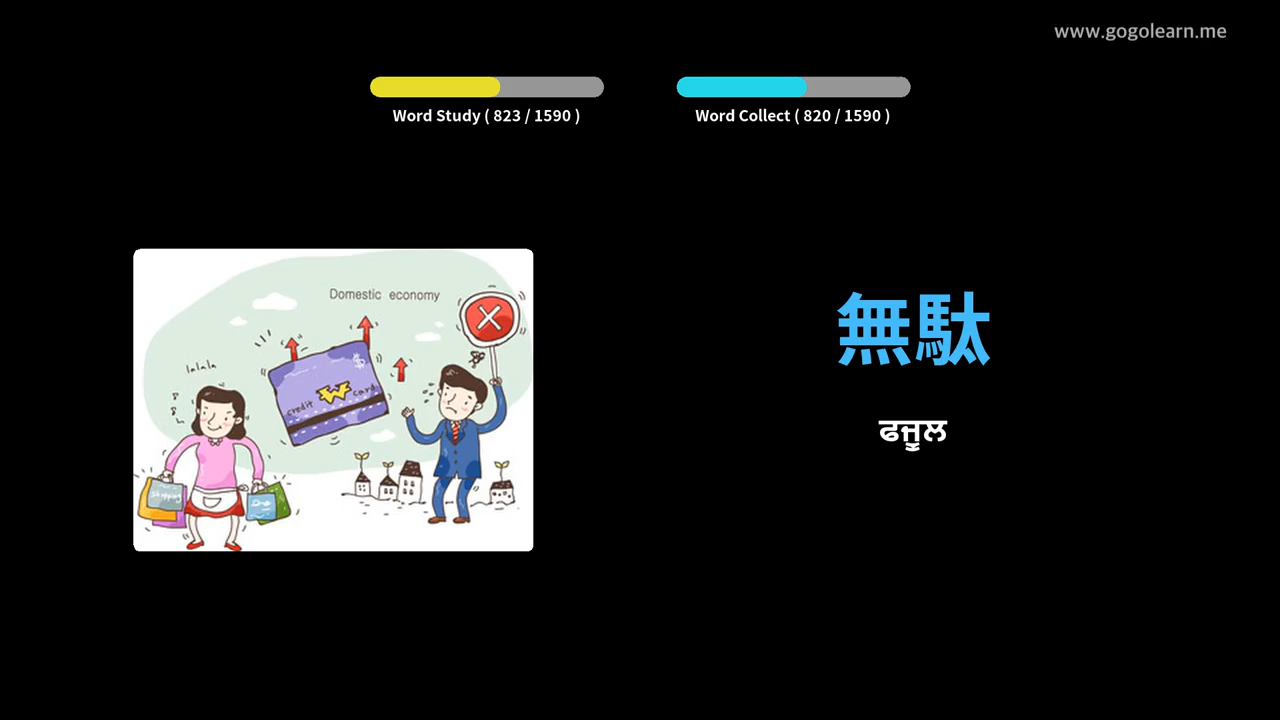 www.gogolearn.me
Word Study ( 823 / 1590 )
Word Collect ( 820 / 1590 )
Domestic economy
lalala
$
W
credit card
shopping
無駄
ਫਜੂਲ